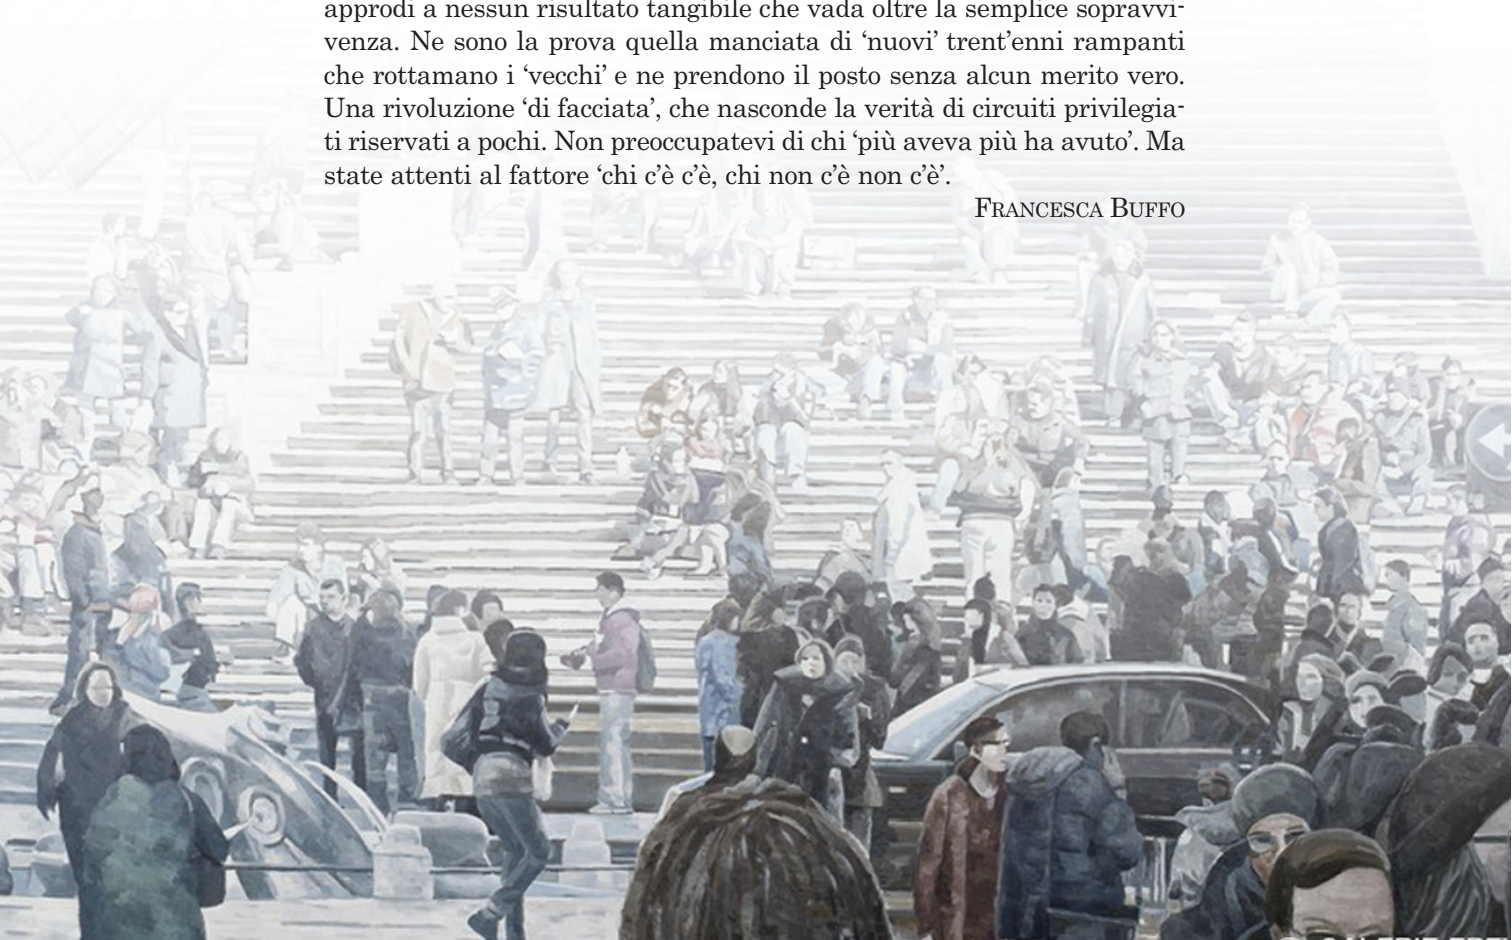 approdi a nessun risultato tangibile che vada oltre la semplice sopravvi-
venza. Ne sono la prova quella manciata di ‘nuovi’ trent’enni rampanti
che rottamano i ‘vecchi’ e ne prendono il posto senza alcun merito vero.
Una rivoluzione ‘di facciata’, che nasconde la verità di circuiti privilegia-
ti riservati a pochi. Non preoccupatevi di chi ‘più aveva più ha avuto’. Ma
state attenti al fattore ‘chi c’è c’è, chi non c’è non c’è’.
FRANCESCA BUFFO